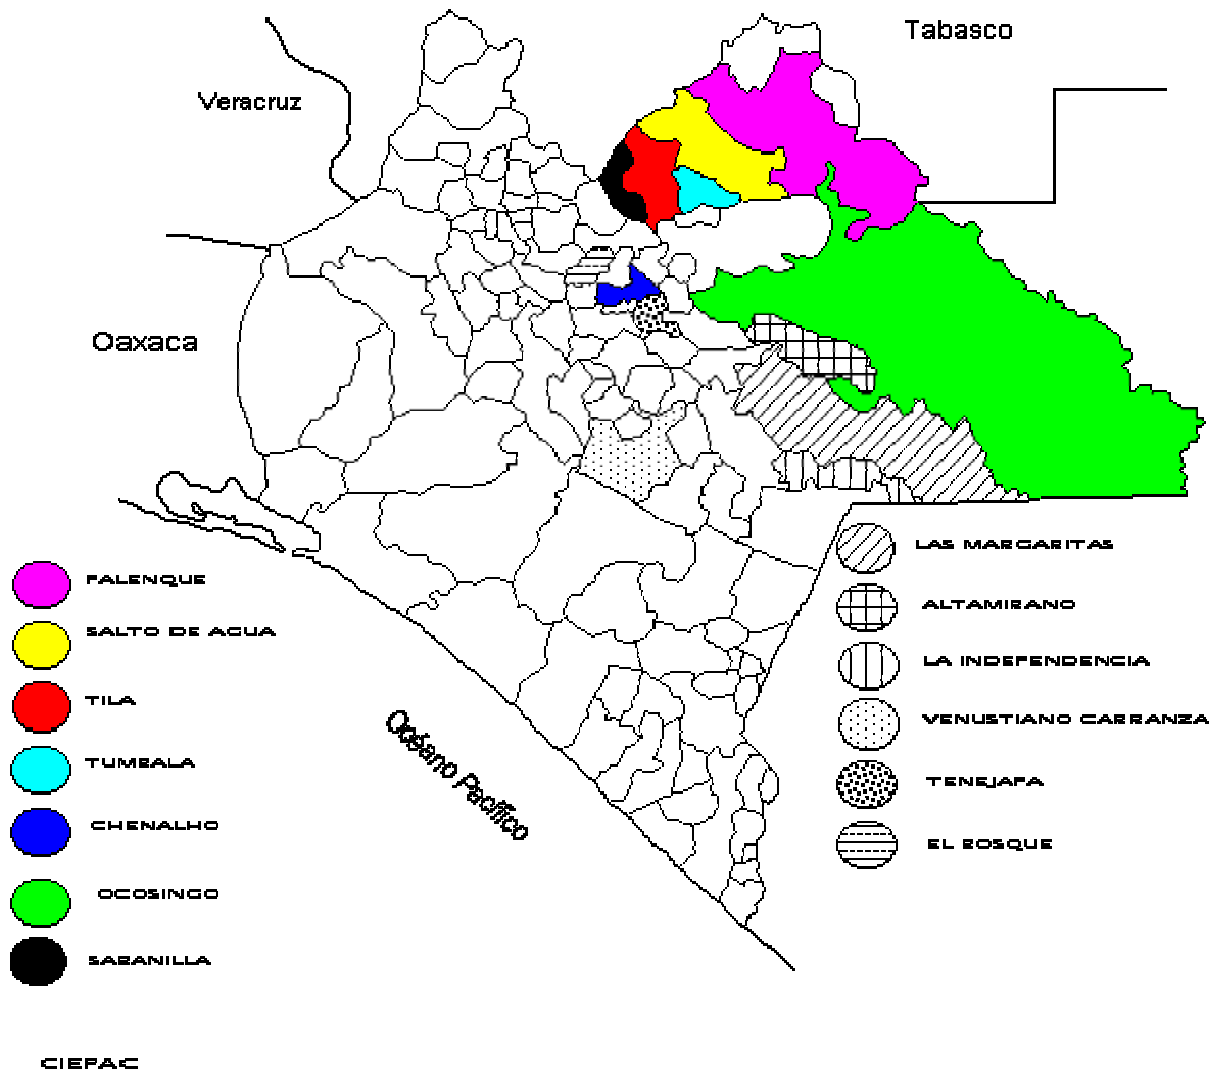 Tabasco
Veracruz
Oaxaca
Océano Pacífico
PALENQUE
SALTO DE AGUA
TILA
TUMBALA
CHENALHO
OCOSINGO
SABANILLA
LAS MARGARITAS
ALTAMIRANO
LA INDEPENDENCIA
VENUSTIANO CARRANZA
TENEJAPA
EL BOSQUE
CIEPAC